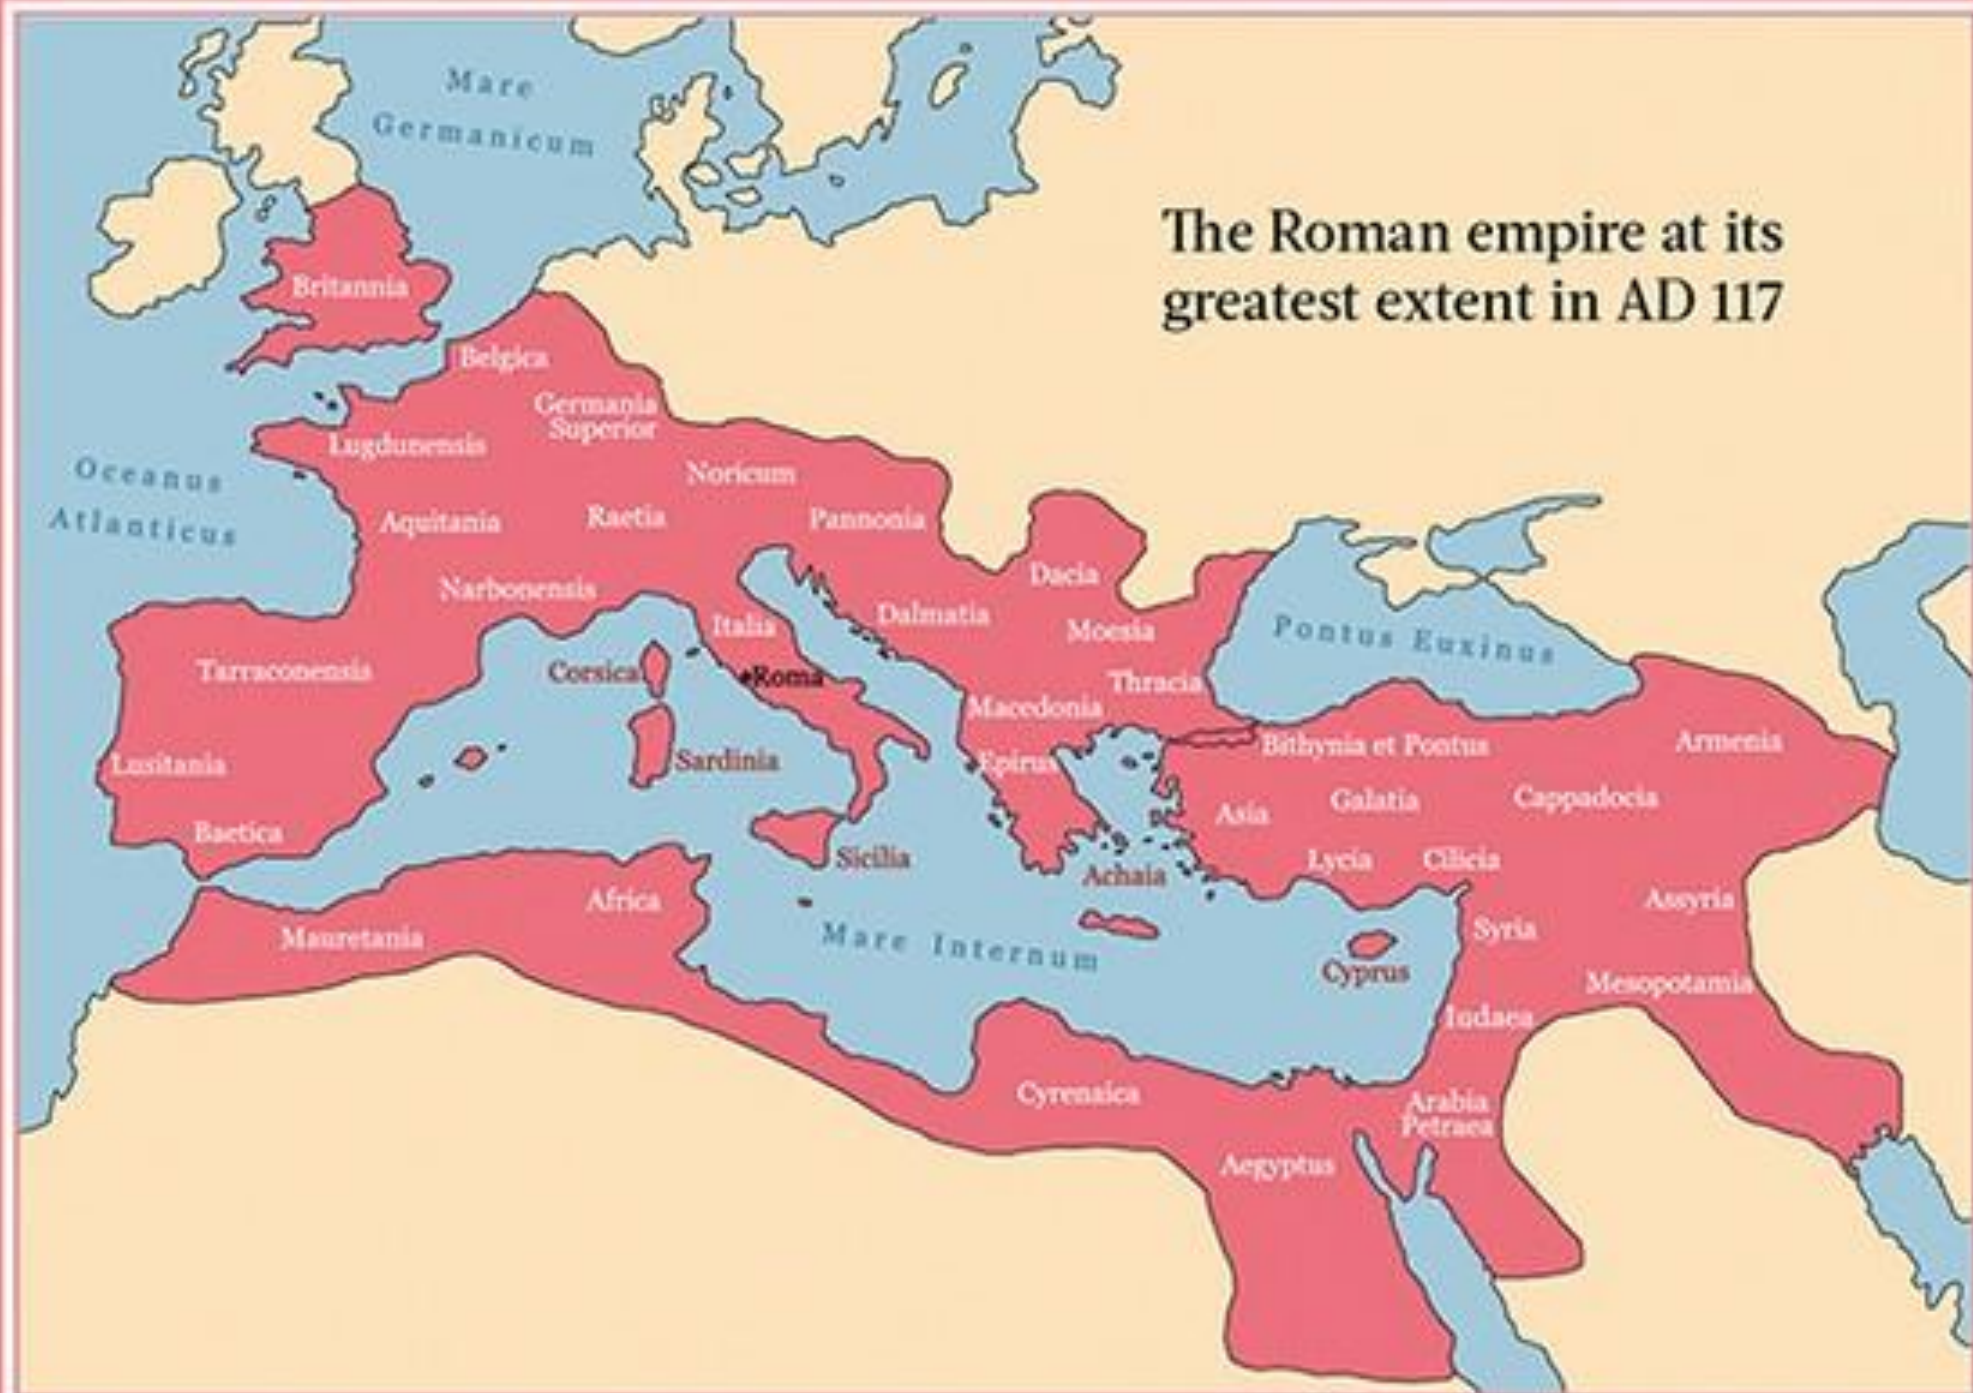 Mare
Germanicum
The Roman empire at its
greatest extent in AD 117
Britannia
Belgica
Germania
Superior
Lugdunensis
Oceanus
Atlanticus
Noricum
Aquitania
Raetia
Pannonia
Dacia
Narbonensis
Dalmatia
Italia
Moesia
Pontus Euxinus
Tarraconensis
Corsica
Roma
Thracia
Macedonia
Bithynia et Pontus
Armenia
Lusitania
Sardinia
Epirus
Galatia
Cappadocia
Asia
Baetica
Sicilia
Achaia
Lycia
Cilicia
Africa
Assyria
Mauretania
Mare Internum
Syria
Cyprus
Mesopotamia
Iudaea
Cyrenaica
Arabia
Petraea
Aegyptus